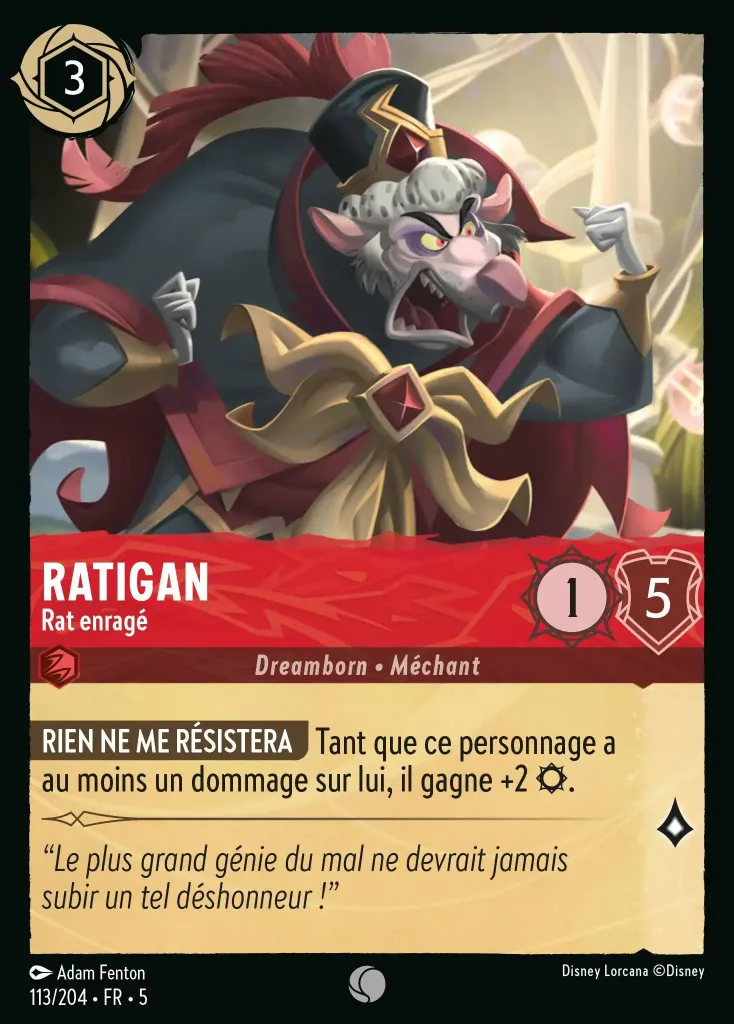 3
RATIGAN
Rat enragé
1
5
Dreamborn • Méchant
RIEN NE ME RÉSISTERA Tant que ce personnage a
au moins un dommage sur lui, il gagne +2 .
“Le plus grand génie du mal ne devrait jamais
subir un tel déshonneur !”
Adam Fenton
Disney Lorcana ©Disney
113/204 • FR • 5